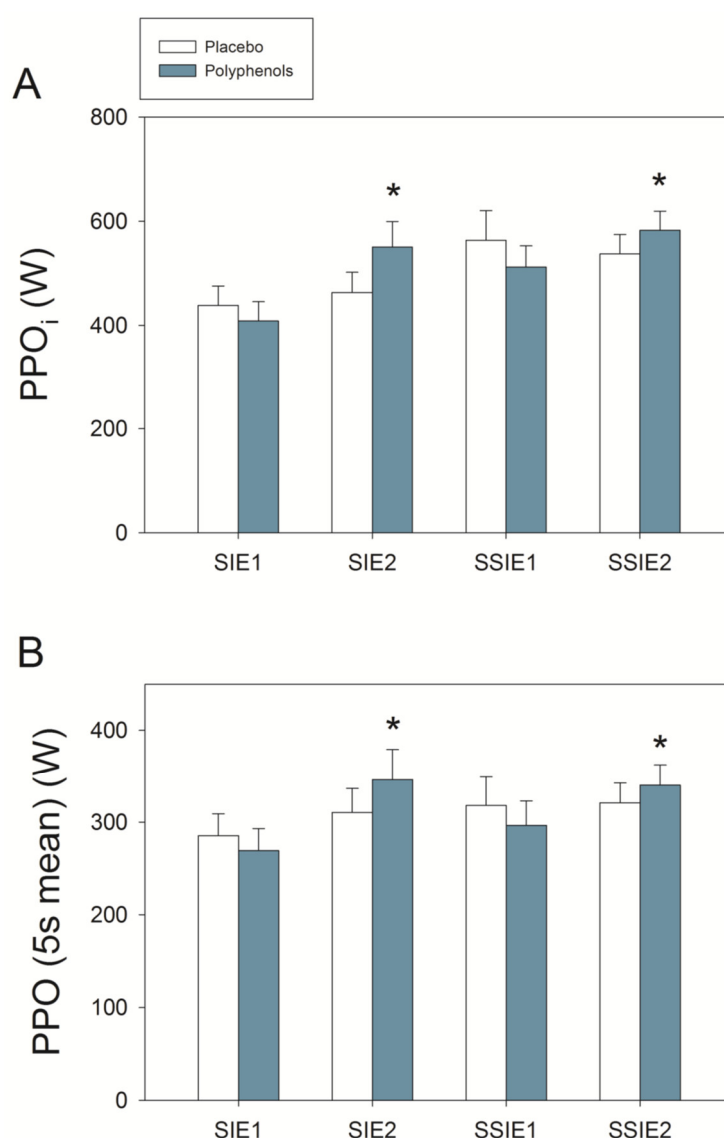 Placebo
Polyphenols
A
800
600
400
200
0
PPOi (W)
* *
SIE1 SIE2 SSIE1 SSIE2
B
400
300
200
100
0
PPO (5s mean) (W)
* *
SIE1 SIE2 SSIE1 SSIE2